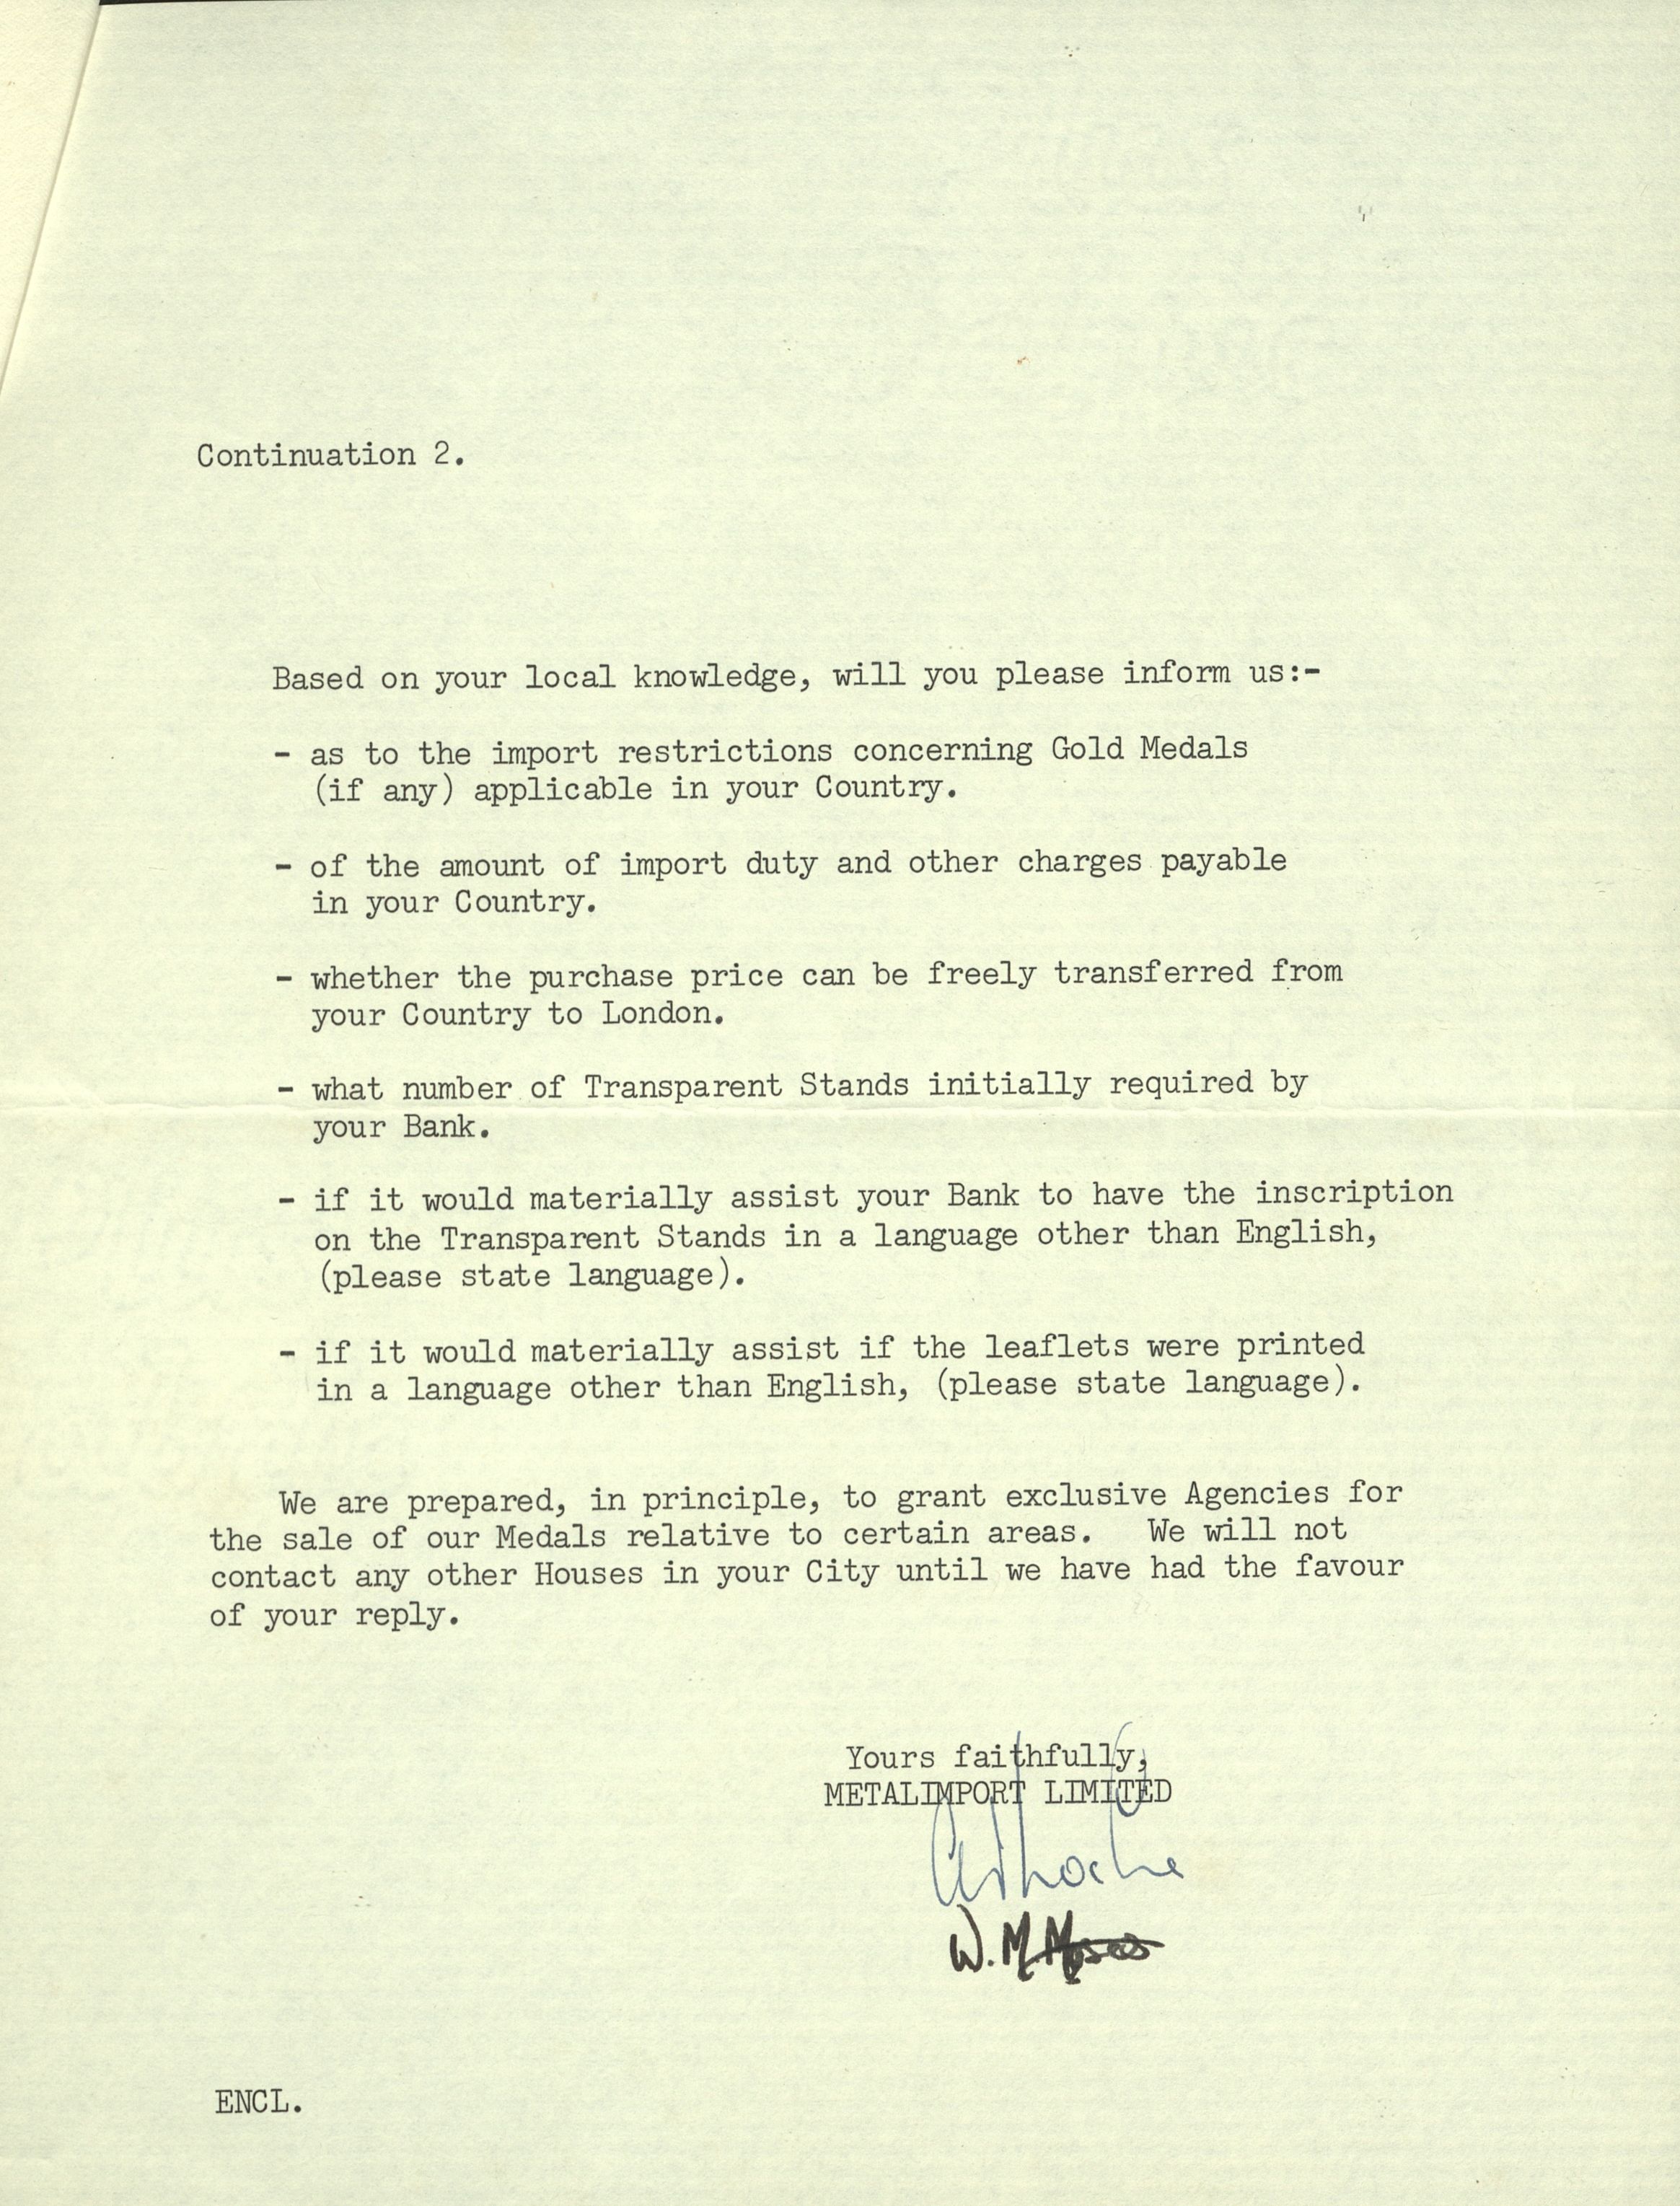 Continuation 2.
Based on your local knowledge, will you please inform us:-
- as to the import restrictions concerning Gold Medals
(if any) applicable in your Country.
- of the amount of import duty and other charges payable
in your Country.
- whether the purchase price can be freely transferred from
your Country to London.
- what number of Transparent Stands initially required by
your Bank.
- if it would materially assist your Bank to have the inscription
on the Transparent Stands in a language other than English,
(please state language).
- if it would materially assist if the leaflets were printed
in a language other than English, (please state language).
We are prepared, in principle, to grant exclusive Agencies for
the sale of our Medals relative to certain areas. We will not
contact any other Houses in your City until we have had the favour
of your reply.
Yours faithfully,
METALIMPORT LIMITED
W.M. Moses
ENCL.